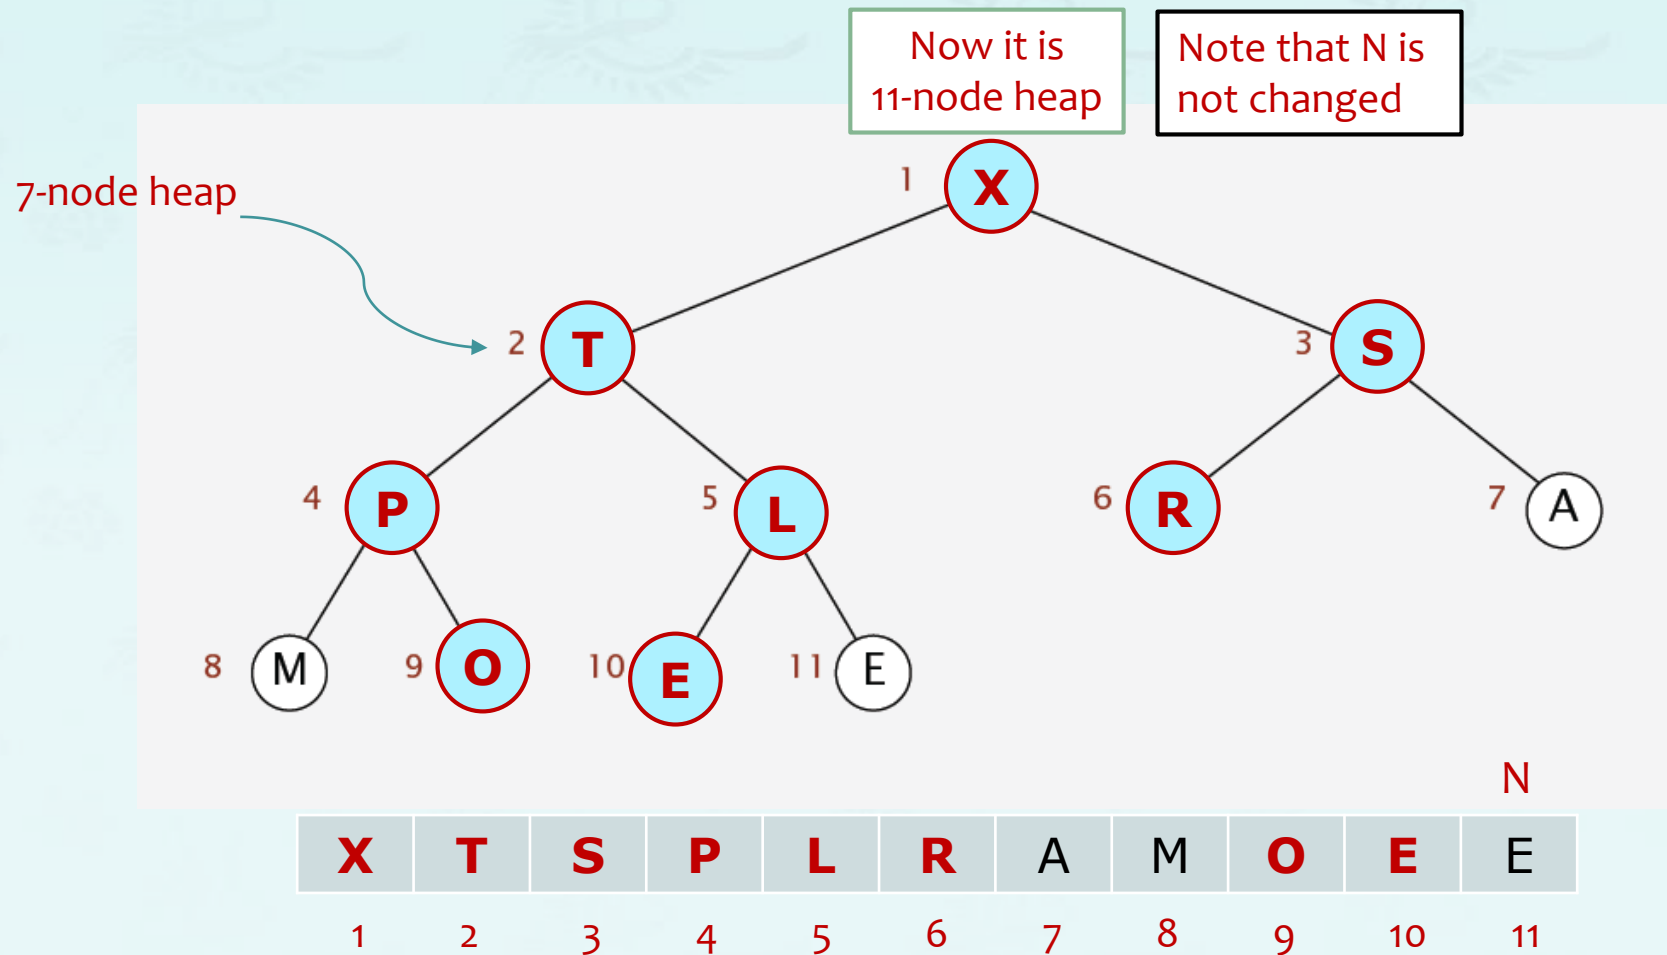 Now it is
11-node heap
Note that N is
not changed
7-node heap
1 X
2 T
3 S
4 P
5 L
6 R
7 A
8 M
9 O
10 E
11 E
N
X T S P L R A M O E E
1 2 3 4 5 6 7 8 9 10 11